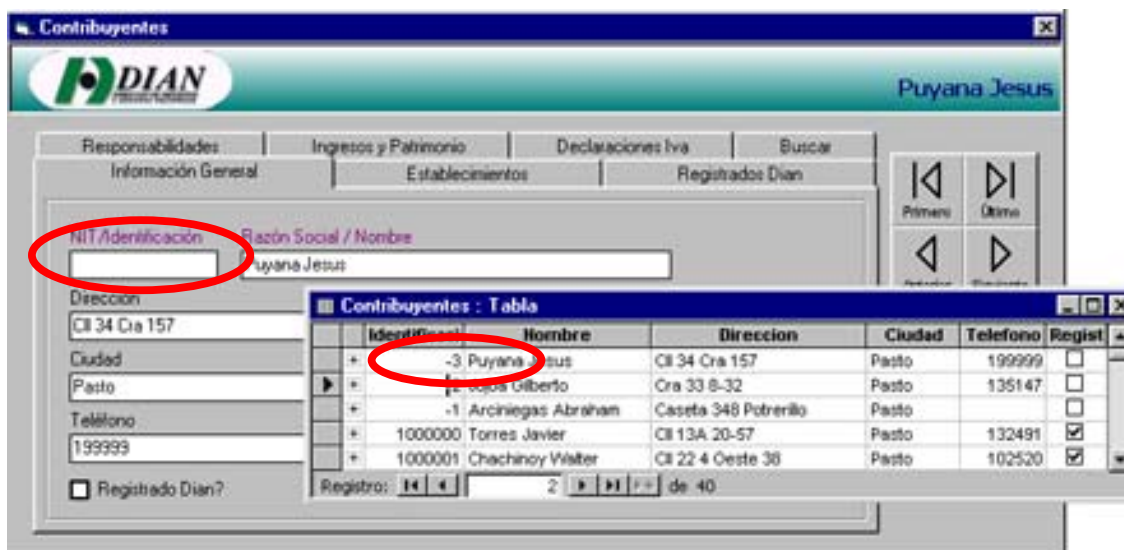 Contribuyentes
DIAN
Puyana Jesus
Responsabilidades Ingresos y Patrimonio Declaraciones Iva Buscar
Información General Establecimientos Registrados Dian
Primero Último
NIT/Identificación Razón Social / Nombre
Puyana Jesus
Dirección
Cll 34 Cra 157
Ciudad
Pasto
Teléfono
199999
Registrado Dian?
Contribuyentes : Tabla
Nombre Direccion Ciudad Telefono Regist
+ -3 Puyana Jesus Cll 34 Cra 157 Pasto 199999
+ Gilberto Cra 33 8-32 Pasto 135147
+ -1 Arciniegas Abraham Caseta 348 Potrerillo Pasto
+ 1000000 Torres Javier Cll 13A 20-57 Pasto 132491
+ 1000001 Chachinoy Walter Cll 22 4 Oeste 38 Pasto 102520
Registro: 2 de 40